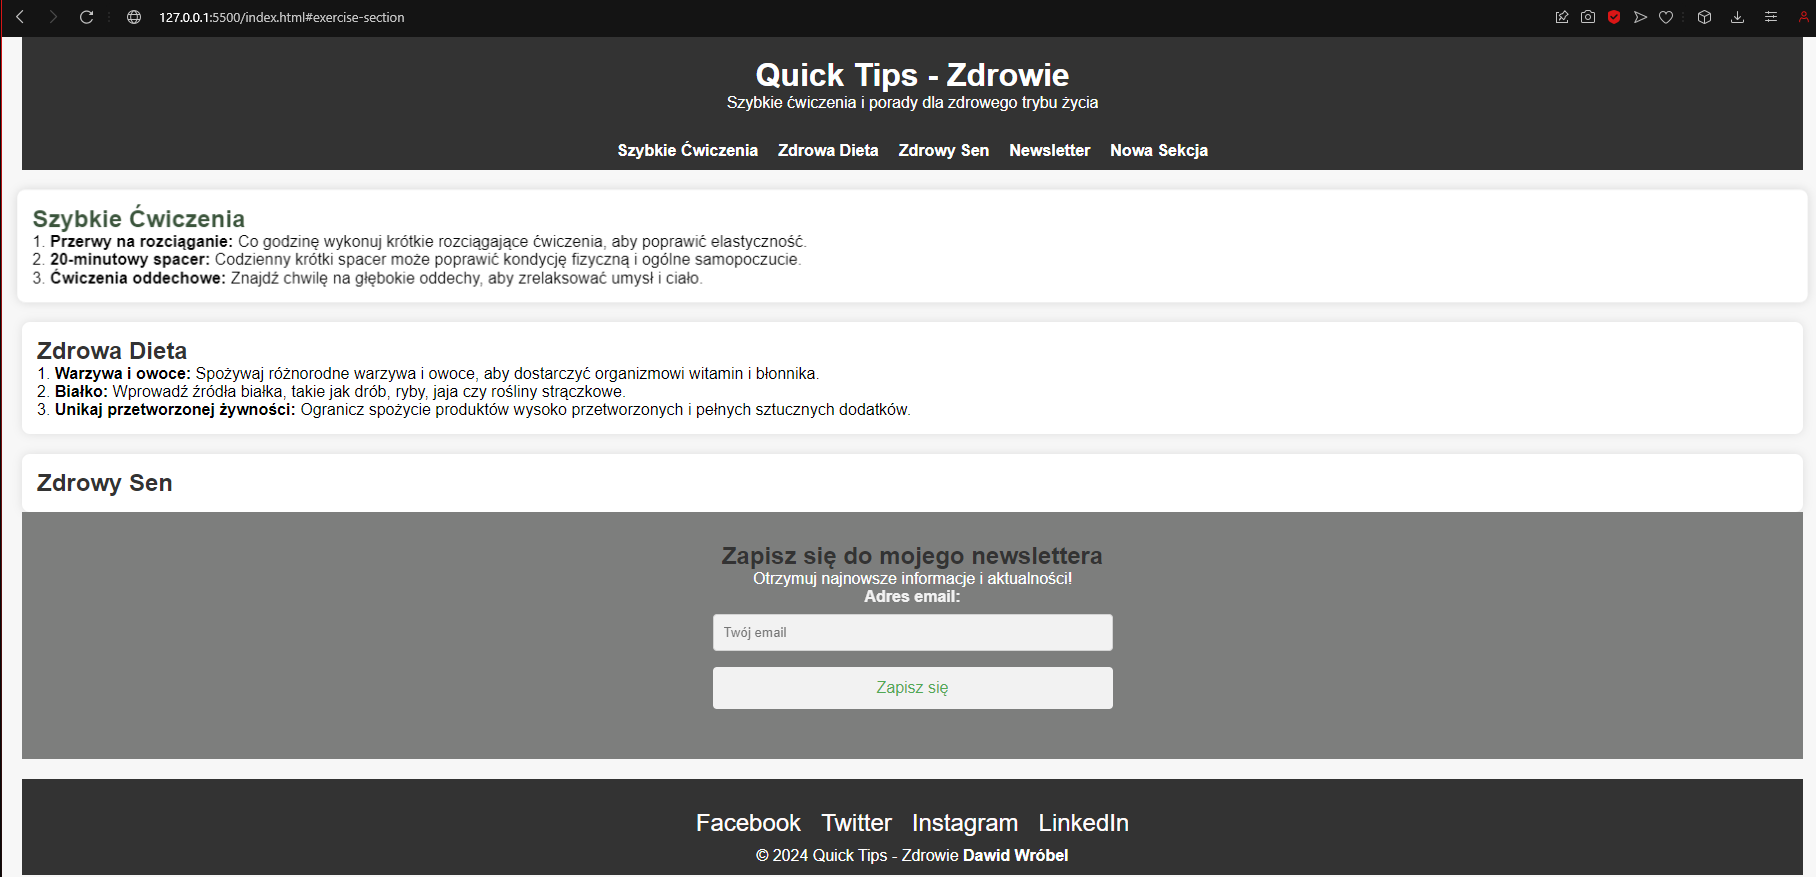 127.0.0.1:5500/index.html#exercise-section
Quick Tips - Zdrowie
Szybkie ćwiczenia i porady dla zdrowego trybu życia
Szybkie Ćwiczenia Zdrowa Dieta Zdrowy Sen Newsletter Nowa Sekcja
Szybkie Ćwiczenia
1. Przerwy na rozciąganie: Co godzinę wykonuj krótkie rozciągające ćwiczenia, aby poprawić elastyczność.
2. 20-minutowy spacer: Codzienny krótki spacer może poprawić kondycję fizyczną i ogólne samopoczucie.
3. Ćwiczenia oddechowe: Znajdź chwilę na głębokie oddechy, aby zrelaksować umysł i ciało.
Zdrowa Dieta
1. Warzywa i owoce: Spożywaj różnorodne warzywa i owoce, aby dostarczyć organizmowi witamin i błonnika.
2. Białko: Wprowadź źródła białka, takie jak drób, ryby, jaja czy rośliny strączkowe.
3. Unikaj przetworzonej żywności: Ogranicz spożycie produktów wysoko przetworzonych i pełnych sztucznych dodatków.
Zdrowy Sen
Zapisz się do mojego newslettera
Otrzymuj najnowsze informacje i aktualności!
Adres email:
Twój email
Zapisz się
Facebook Twitter Instagram LinkedIn
© 2024 Quick Tips - Zdrowie Dawid Wróbel